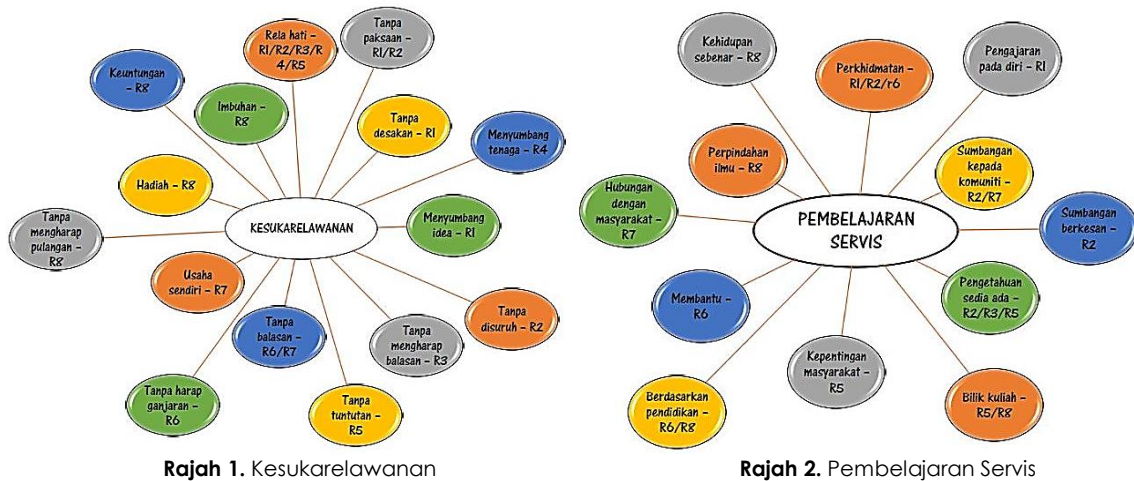 Keuntungan
– R8
Rela hati –
R1/R2/R3/R
4/R5
Tanpa
paksaan –
R1/R2
Imbuhan –
R8
Tanpa
desakan – R1
Menyumbang
tenaga – R4
Hadiah – R8
Menyumbang
idea – R1
KESUKARELAWANAN
Tanpa
mengharap
pulangan –
R8
Usaha
sendiri – R7
Tanpa
balasan –
R6/R7
Tanpa
mengharap
balasan – R3
Tanpa
disuruh – R2
Tanpa harap
ganjaran –
R6
Tanpa
tuntutan –
R5
Rajah 1. Kesukarelawanan
Kehidupan
sebenar – R8
Perkhidmatan –
R1/R2/r6
Pengajaran
pada diri – R1
Perpindahan
ilmu – R8
Sumbangan
kepada
komuniti –
R2/R7
Hubungan
dengan
masyarakat –
R7
PEMBELAJARAN
SERVIS
Sumbangan
berkesan –
R2
Membantu –
R6
Pengetahuan
sedia ada –
R2/R3/R5
Kepentingan
masyarakat –
R5
Berdasarkan
pendidikan –
R6/R8
Bilik kuliah –
R5/R8
Rajah 2. Pembelajaran Servis